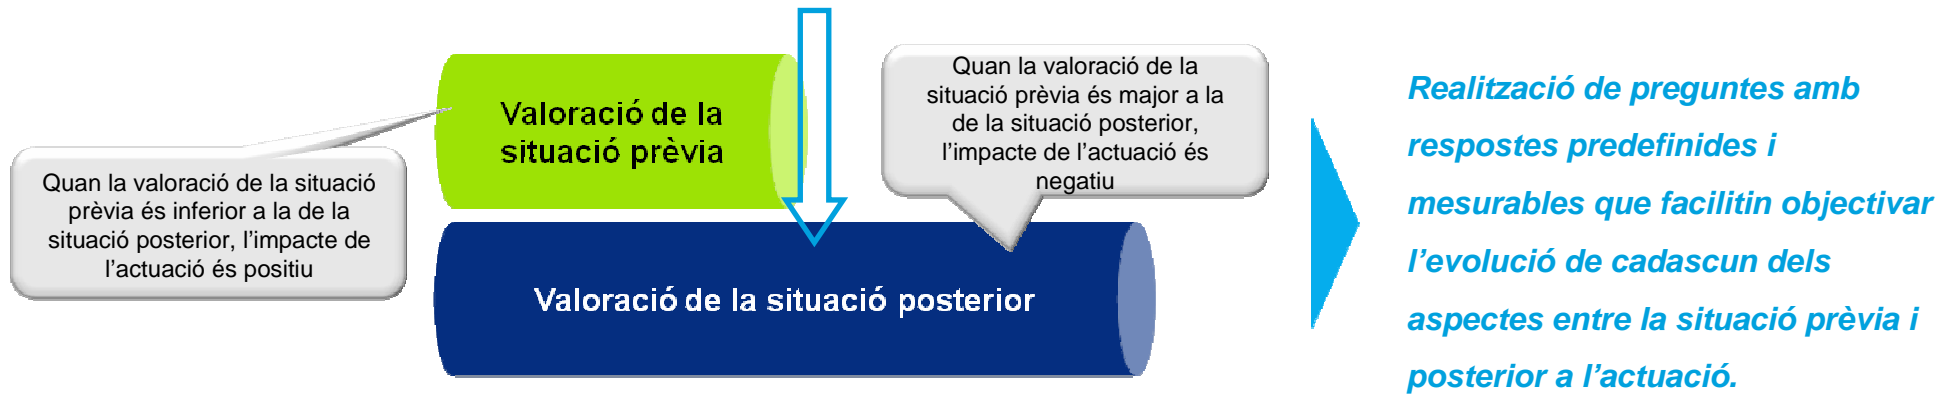 Valoració de la
situació prèvia
Quan la valoració de la situació
prèvia és inferior a la de la
situació posterior, l’impacte de
l’actuació és positiu
Quan la valoració de la
situació prèvia és major a la
de la situació posterior,
l’impacte de l’actuació és
negatiu
Valoració de la situació posterior
Realització de preguntes amb
respostes predefinides i
mesurables que facilitin objectivar
l’evolució de cadascun dels
aspectes entre la situació prèvia i
posterior a l’actuació.